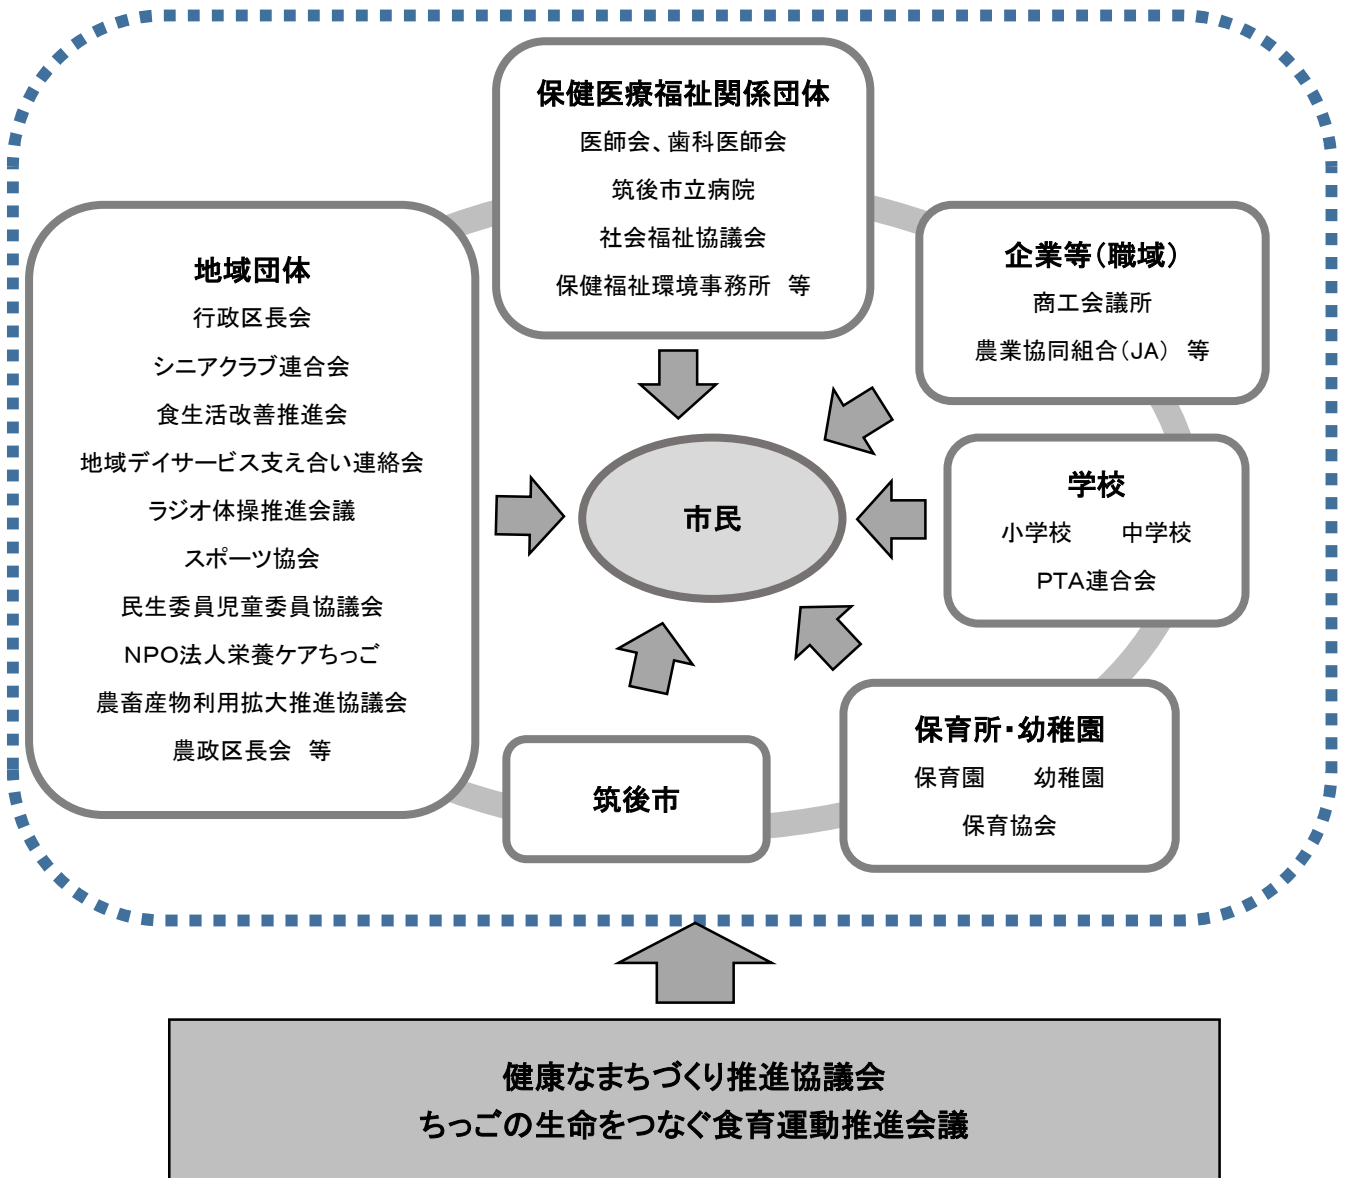 保健医療福祉関係団体
医師会、歯科医師会
筑後市立病院
社会福祉協議会
保健福祉環境事務所　等
地域団体
行政区長会
シニアクラブ連合会
食生活改善推進会
地域デイサービス支え合い連絡会
ラジオ体操推進会議
スポーツ協会
民生委員児童委員協議会
NPO法人栄養ケアちっご
農畜産物利用拡大推進協議会
農政区長会　等
企業等(職域)
商工会議所
農業協同組合(JA)　等
市民
学校
小学校　　中学校
PTA連合会
保育所・幼稚園
保育園　　幼稚園
保育協会
筑後市
健康なまちづくり推進協議会
ちっごの生命をつなぐ食育運動推進会議